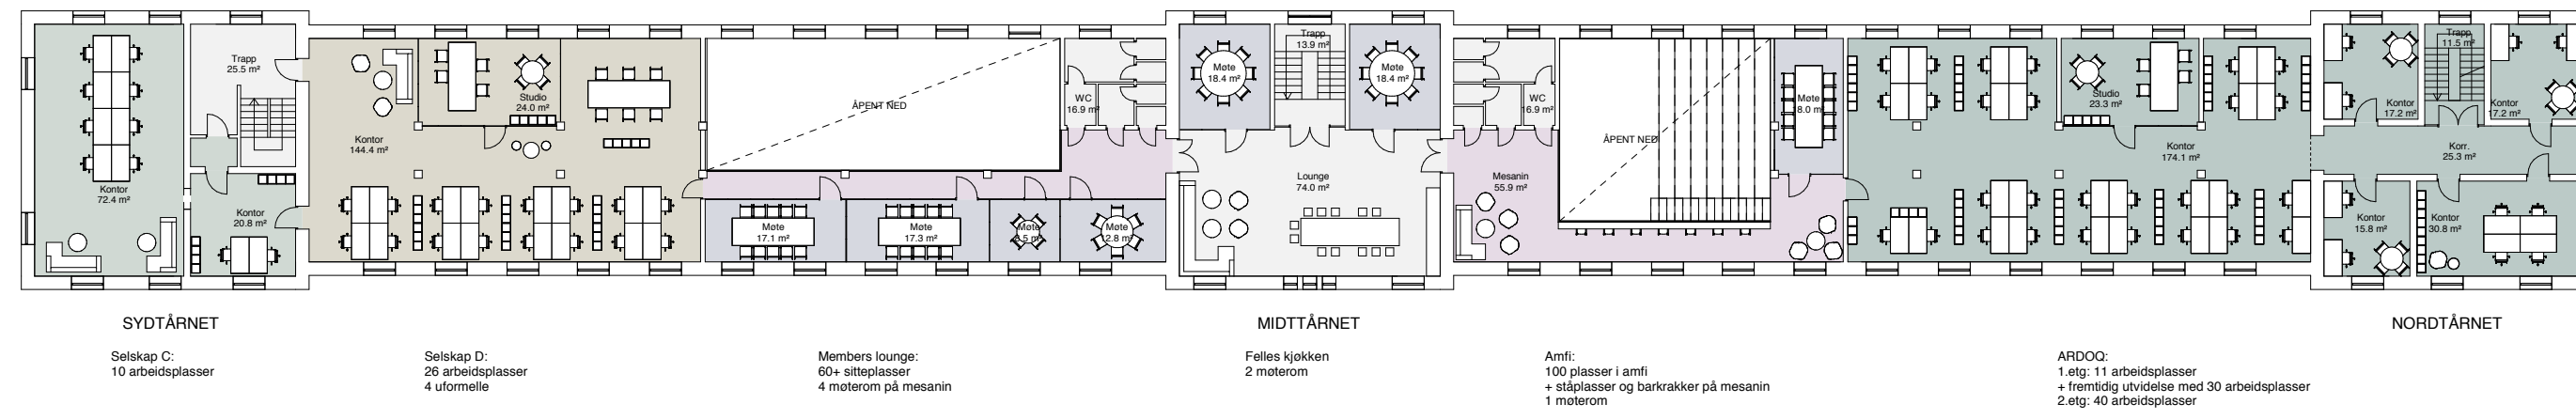 Trapp
25.5 m²
Kontor
72.4 m²
Kontor
20.8 m²
Kontor
144.4 m²
Studio
24.0 m²
ÅPENT NED
Møte
17.1 m²
Møte
17.3 m²
Møte
Møte
WC
16.9 m²
Møte
18.4 m²
Trapp
13.9 m²
Møte
18.4 m²
Lounge
74.0 m²
WC
16.9 m²
Mesanin
55.9 m²
ÅPENT NED
Møte
Studio
23.3 m²
Kontor
174.1 m²
Kontor
17.2 m²
Trapp
11.5 m²
Kontor
17.2 m²
Korr.
25.3 m²
Kontor
15.8 m²
Kontor
30.8 m²
SYDTÅRNET
MIDTTÅRNET
NORDTÅRNET
Selskap C:
10 arbeidsplasser
Selskap D:
26 arbeidsplasser
4 uformelle
Members lounge:
60+ sitteplasser
4 møterom på mesanin
Felles kjøkken
2 møterom
Amfi:
100 plasser i amfi
+ ståplasser og barkrakker på mesanin
1 møterom
ARDOQ:
1.etg: 11 arbeidsplasser
+ fremtidig utvidelse med 30 arbeidsplasser
2.etg: 40 arbeidsplasser